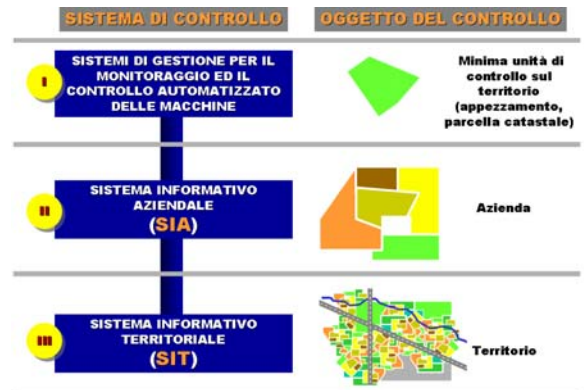 SISTEMA DI CONTROLLO
OGGETTO DEL CONTROLLO
I
SISTEMI DI GESTIONE PER IL
MONITORAGGIO ED IL
CONTROLLO AUTOMATIZZATO
DELLE MACCHINE
Minima unità di
controllo sul
territorio
(appezzamento,
parcella catastale)
II
SISTEMA INFORMATIVO
AZIENDALE
(SIA)
Azienda
III
SISTEMA INFORMATIVO
TERRITORIALE
(SIT)
Territorio